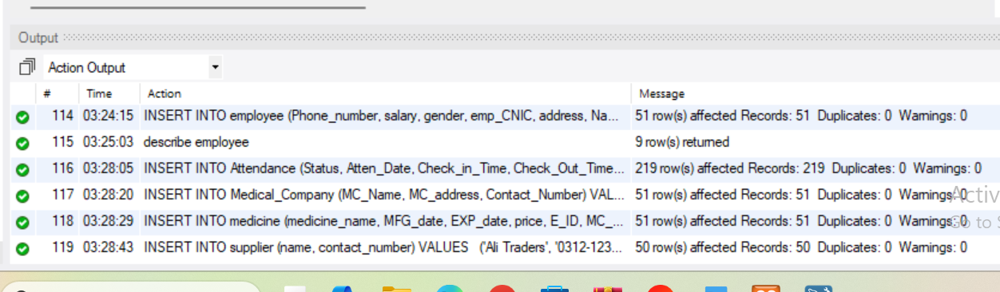 Output
Action Output
# Time Action Message
114 03:24:15 INSERT INTO employee (Phone_number, salary, gender, emp_CNIC, address, Na... 51 row(s) affected Records: 51 Duplicates: 0 Warnings: 0
115 03:25:03 describe employee 9 row(s) returned
116 03:28:05 INSERT INTO Attendance (Status, Atten_Date, Check_in_Time, Check_Out_Time... 219 row(s) affected Records: 219 Duplicates: 0 Warnings: 0
117 03:28:20 INSERT INTO Medical_Company (MC_Name, MC_address, Contact_Number) VAL... 51 row(s) affected Records: 51 Duplicates: 0 Warnings: 0
Activ
118 03:28:29 INSERT INTO medicine (medicine_name, MFG_date, EXP_date, price, E_ID, MC_... 51 row(s) affected Records: 51 Duplicates: 0 Warnings: 0
Go to S
119 03:28:43 INSERT INTO supplier (name, contact_number) VALUES ('Ali Traders', '0312-123... 50 row(s) affected Records: 50 Duplicates: 0 Warnings: 0